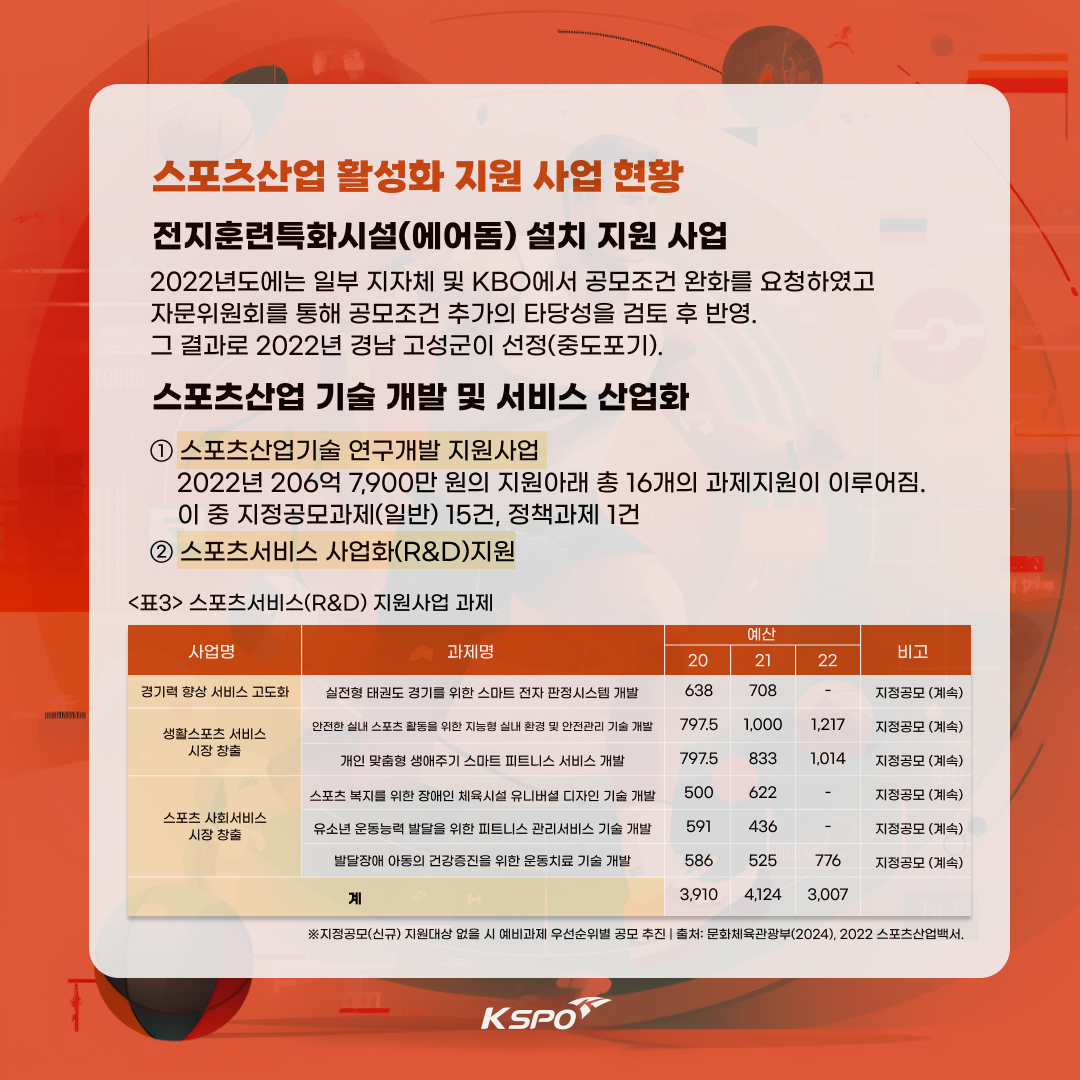 스포츠산업 활성화 지원 사업 현황
전지훈련특화시설(에어돔) 설치 지원 사업
2022년도에는 일부 지자체 및 KBO에서 공모조건 완화를 요청하였고
자문위원회를 통해 공모조건 추가의 타당성을 검토 후 반영.
그 결과로 2022년 경남 고성군이 선정(중도포기).
스포츠산업 기술 개발 및 서비스 산업화
① 스포츠산업기술 연구개발 지원사업
2022년 206억 7,900만 원의 지원아래 총 16개의 과제지원이 이루어짐.
이 중 지정공모과제(일반) 15건, 정책과제 1건
② 스포츠서비스 사업화(R&D)지원
<표3> 스포츠서비스(R&D) 지원사업 과제
사업명 과제명 예산 비고
20 21 22
경기력 향상 서비스 고도화 실전형 태권도 경기를 위한 스마트 전자 판정시스템 개발 638 708 - 지정공모 (계속)
생활스포츠 서비스
시장 창출
안전한 실내 스포츠 활동을 위한 지능형 실내 환경 및 안전관리 기술 개발 797.5 1,000 1,217 지정공모 (계속)
개인 맞춤형 생애주기 스마트 피트니스 서비스 개발 797.5 833 1,014 지정공모 (계속)
스포츠 사회서비스
시장 창출
스포츠 복지를 위한 장애인 체육시설 유니버셜 디자인 기술 개발 500 622 - 지정공모 (계속)
유소년 운동능력 발달을 위한 피트니스 관리서비스 기술 개발 591 436 - 지정공모 (계속)
발달장애 아동의 건강증진을 위한 운동치료 기술 개발 586 525 776 지정공모 (계속)
계 3,910 4,124 3,007
※지정공모(신규) 지원대상 없을 시 예비과제 우선순위별 공모 추진 | 출처: 문화체육관광부(2024), 2022 스포츠산업백서.
KSPO